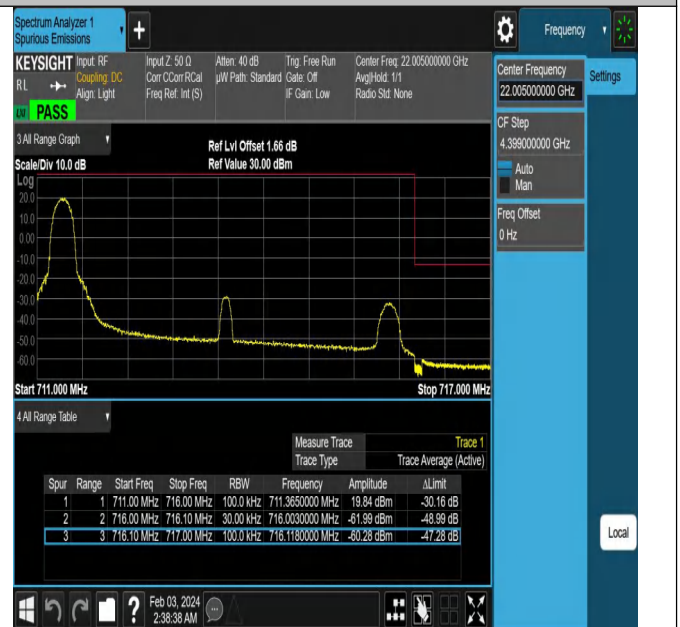 Spectrum Analyzer 1
Spurious Emissions
+
Frequency
KEYSIGHT Input: RF Input Z: 50 Ω Atten: 40 dB Trig: Free Run Center Freq: 22.005000000 GHz
RL Coupling: DC Corr CCorr RCal µW Path: Standard Gate: Off Avg|Hold: 1/1
Align: Light Freq Ref: Int (S) IF Gain: Low Radio Std: None
PASS
Center Frequency
22.005000000 GHz
Settings
CF Step
4.399000000 GHz
Auto
Man
Freq Offset
0 Hz
3 All Range Graph
Ref Lvl Offset 1.66 dB
Scale/Div 10.0 dB Ref Value 30.00 dBm
Log
20.0
10.0
0.00
-10.0
-20.0
-30.0
-40.0
-50.0
-60.0
Start 711.000 MHz Stop 717.000 MHz
4 All Range Table
Measure Trace Trace 1
Trace Type Trace Average (Active)
Spur Range Start Freq Stop Freq RBW Frequency Amplitude ΔLimit
1 1 711.00 MHz 716.00 MHz 100.0 kHz 711.3650000 MHz 19.84 dBm -30.16 dB
2 2 716.00 MHz 716.10 MHz 30.00 kHz 716.0030000 MHz -61.99 dBm -48.99 dB
3 3 716.10 MHz 717.00 MHz 100.0 kHz 716.1180000 MHz -60.28 dBm -47.28 dB
Local
? Feb 03, 2024
2:38:38 AM